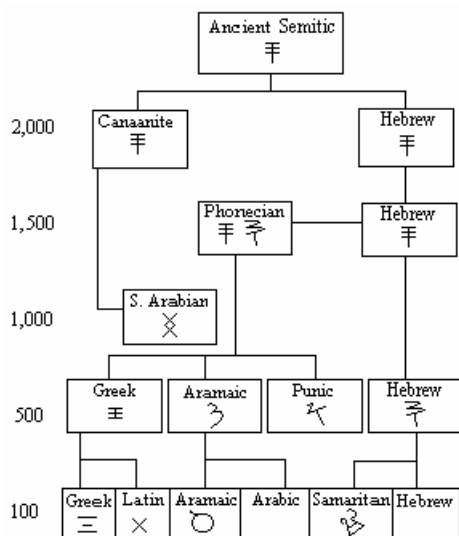 Ancient Semitic
2,000
Canaanite
Hebrew
1,500
Phonecian
Hebrew
1,000
S. Arabian
500
Greek
Aramaic
Punic
Hebrew
100
Greek
Latin
Aramaic
Arabic
Samaritan
Hebrew